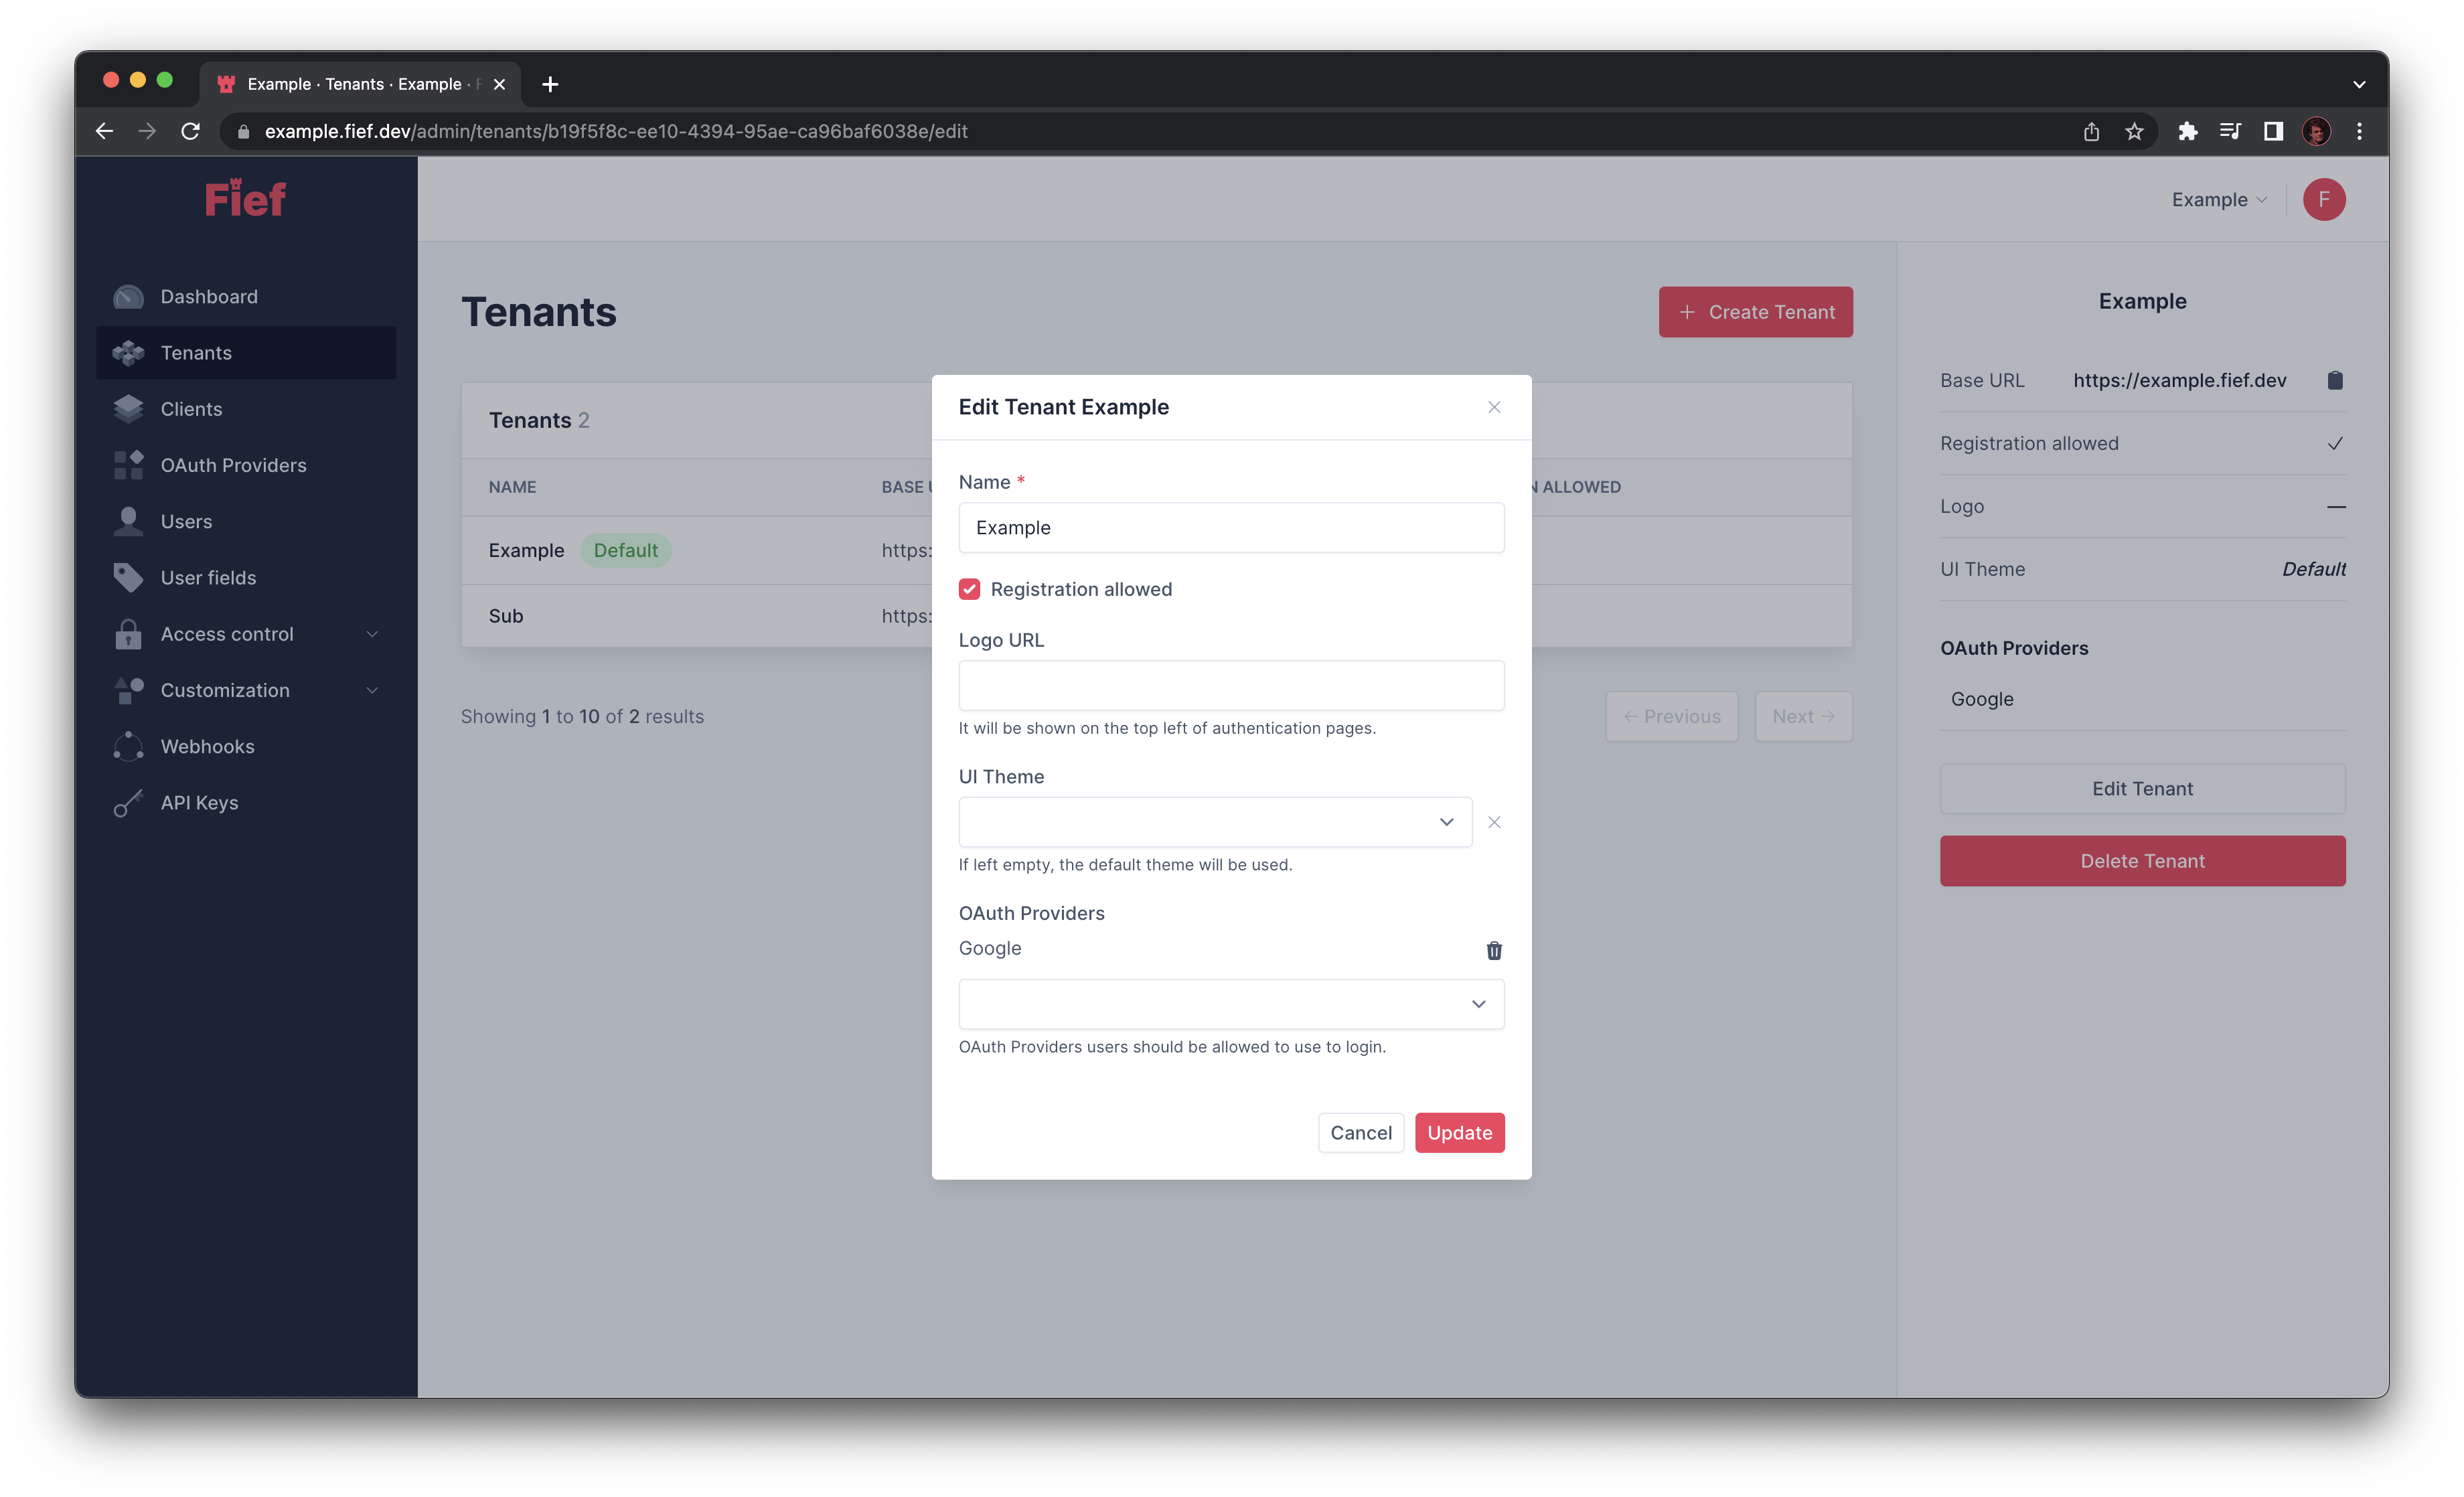 Example · Tenants · Example ·
example.fief.dev/admin/tenants/b19f5f8c-ee10-4394-95ae-ca96baf6038e/edit
Fief
Example
F
Dashboard
Tenants
Clients
OAuth Providers
Users
User fields
Access control
Customization
Webhooks
API Keys
Tenants
Create Tenant
Tenants 2
NAME BASE ALLOWED
Example Default https:
Sub https:
Showing 1 to 10 of 2 results
← Previous
Next →
Edit Tenant Example
Name *
Example
Registration allowed
Logo URL
It will be shown on the top left of authentication pages.
UI Theme
If left empty, the default theme will be used.
OAuth Providers
Google
OAuth Providers users should be allowed to use to login.
Cancel
Update
Example
Base URL https://example.fief.dev
Registration allowed
Logo —
UI Theme Default
OAuth Providers
Google
Edit Tenant
Delete Tenant